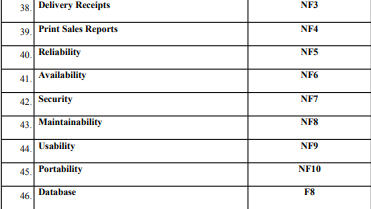 38. Delivery Receipts NF3
39. Print Sales Reports NF4
40. Reliability NF5
41. Availability NF6
42. Security NF7
43. Maintainability NF8
44. Usability NF9
45. Portability NF10
46. Database F8